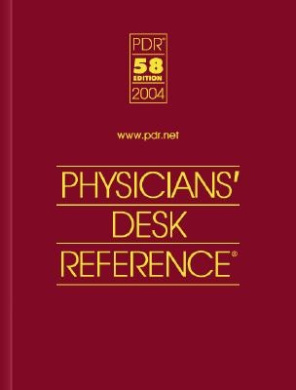 PDR®
58
EDITION
2004
www.pdr.net
PHYSICIANS'
DESK
REFERENCE®